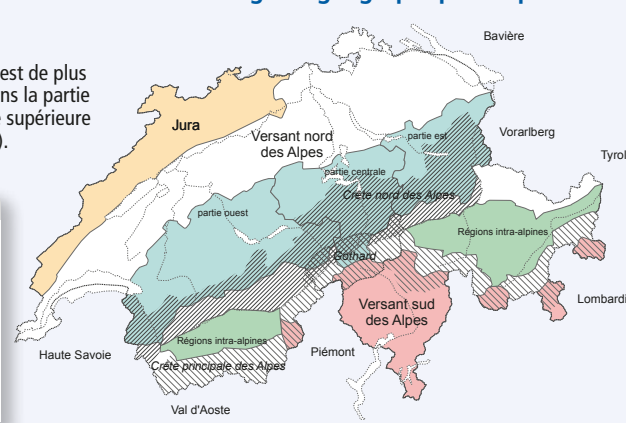 Bavière
est de plus
ns la partie
supérieure
).
Jura
Versant nord
des Alpes
partie est
Vorarlberg
Tyrol
partie centrale
Crête nord des Alpes
partie ouest
Régions intra-alpines
Gothard
Versant sud
des Alpes
Lombardi
Régions intra-alpines
Haute Savoie
Piémont
Crête principale des Alpes
Val d'Aoste